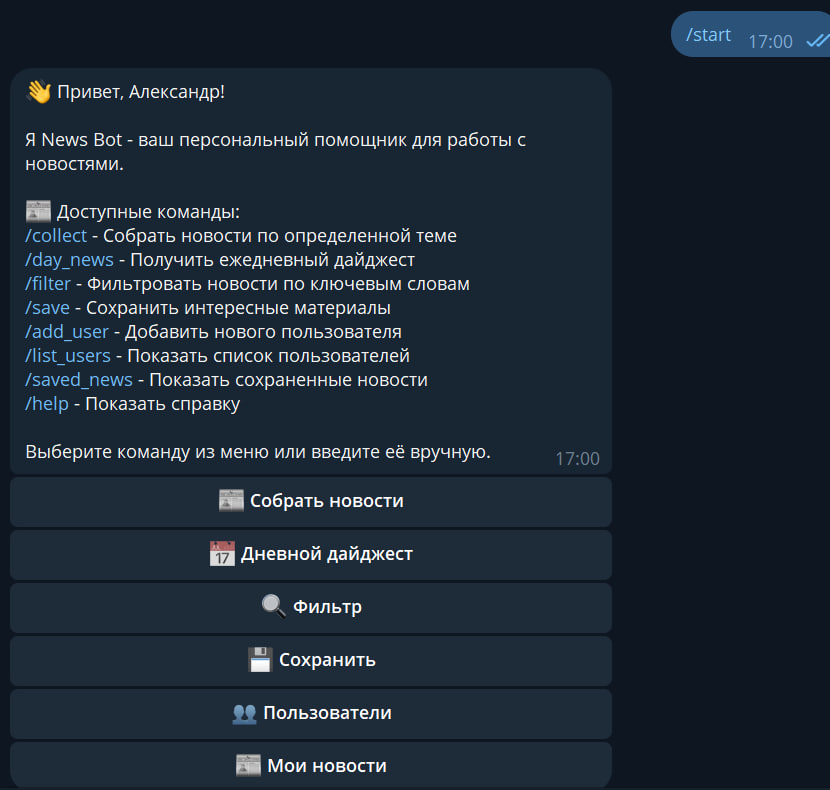 /start 17:00
👋 Привет, Александр!
Я News Bot - ваш персональный помощник для работы с
новостями.
📰 Доступные команды:
/collect - Собрать новости по определенной теме
/day_news - Получить ежедневный дайджест
/filter - Фильтровать новости по ключевым словам
/save - Сохранить интересные материалы
/add_user - Добавить нового пользователя
/list_users - Показать список пользователей
/saved_news - Показать сохраненные новости
/help - Показать справку
Выберите команду из меню или введите её вручную. 17:00
📰 Собрать новости
📅 Дневной дайджест
🔍 Фильтр
💾 Сохранить
👥 Пользователи
📰 Мои новости